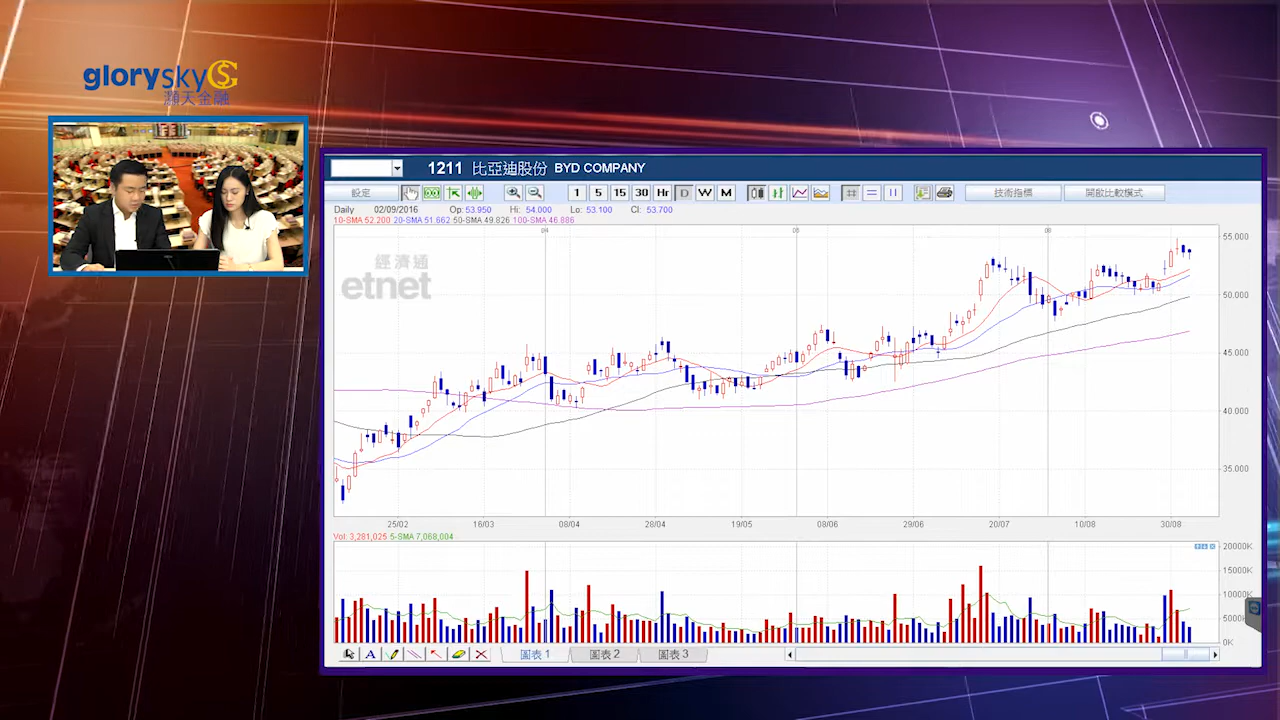 glorysky
灝天金融
1211 比亞迪股份 BYD COMPANY
設定 1 5 15 30 Hr D W M 技術指標 開啟比較模式
Daily 02/09/2016 Op: 53.950 Hi: 54.000 Lo: 53.100 Cl: 53.700
10-SMA 52.200 20-SMA 51.662 50-SMA 49.826 100-SMA 46.886
55.000
經濟通
etnet
50.000
45.000
40.000
35.000
25/02 16/03 08/04 28/04 19/05 08/06 29/06 20/07 10/08 30/08
Vol: 3,281,025 5-SMA 7,068,004
20000K
15000K
10000K
5000K
0K
A 圖表 1 圖表 2 圖表 3